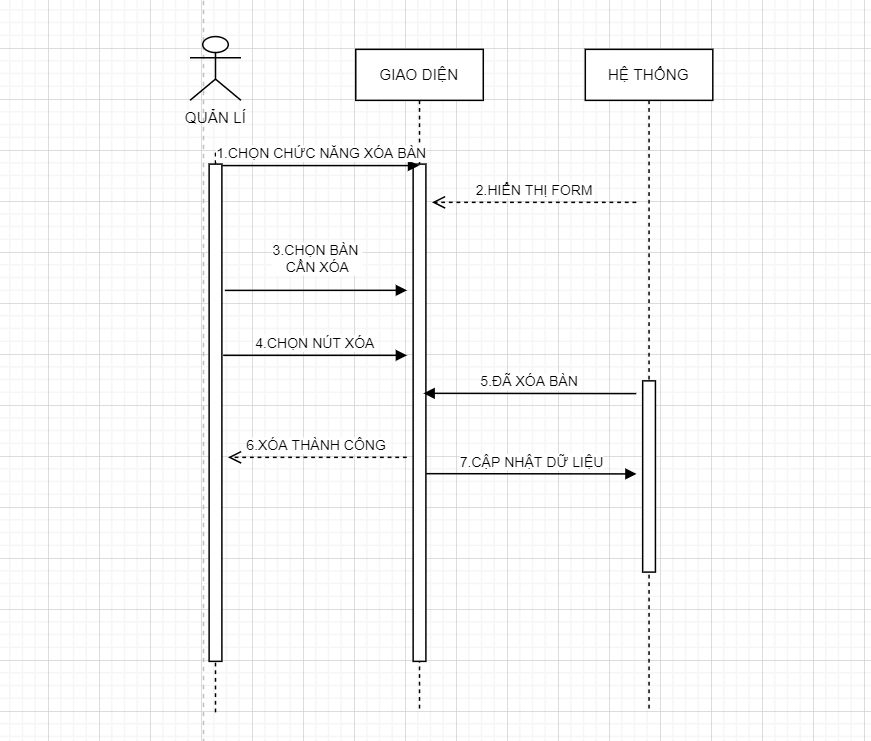 GIAO DIỆN
HỆ THỐNG
QUẢN LÍ
1.CHỌN CHỨC NĂNG XÓA BÀN
2.HIỂN THỊ FORM
3.CHỌN BÀN
CẦN XÓA
4.CHỌN NÚT XÓA
5.ĐÃ XÓA BÀN
6.XÓA THÀNH CÔNG
7.CẬP NHẬT DỮ LIỆU